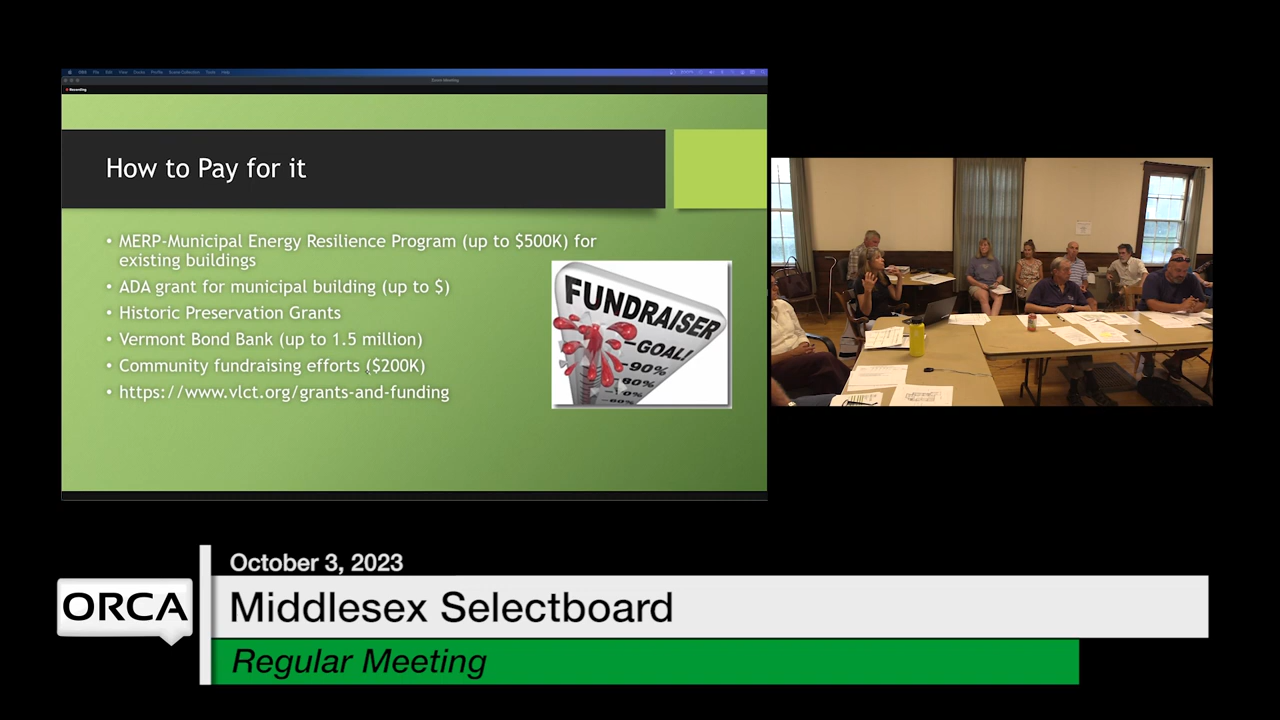 Recording
How to Pay for it
• MERP-Municipal Energy Resilience Program (up to $500K) for
existing buildings
• ADA grant for municipal building (up to $)
• Historic Preservation Grants
• Vermont Bond Bank (up to 1.5 million)
• Community fundraising efforts ($200K)
• https://www.vlct.org/grants-and-funding
FUNDRAISER
GOAL!
90%
80%
October 3, 2023
ORCA
Middlesex Selectboard
Regular Meeting